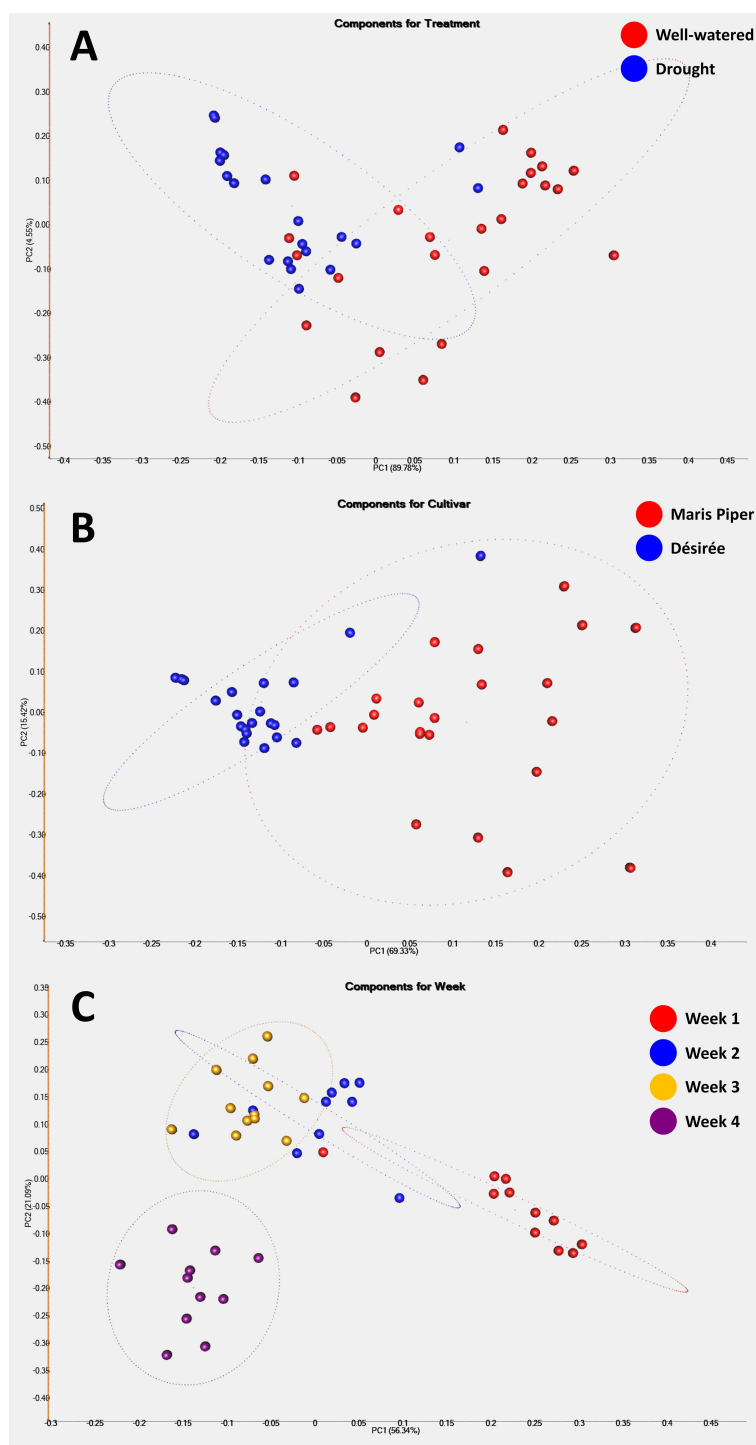 A
Components for Treatment
Well-watered
Drought
PC2 (4.55%)
0.40
0.30
0.20
0.10
0.00
-0.10
-0.20
-0.30
-0.40
-0.50
-0.4 -0.35 -0.3 -0.25 -0.2 -0.15 -0.1 -0.05 0 0.05 0.1 0.15 0.2 0.25 0.3 0.35 0.4 0.45
PC1 (89.78%)
B
Components for Cultivar
Maris Piper
Désirée
PC2 (15.42%)
0.50
0.40
0.30
0.20
0.10
0.00
-0.10
-0.20
-0.30
-0.40
-0.50
-0.35 -0.3 -0.25 -0.2 -0.15 -0.1 -0.05 0 0.05 0.1 0.15 0.2 0.25 0.3 0.35 0.4
PC1 (69.33%)
C
Components for Week
Week 1
Week 2
Week 3
Week 4
PC2 (21.09%)
0.35
0.30
0.25
0.20
0.15
0.10
0.05
0.00
-0.05
-0.10
-0.15
-0.20
-0.25
-0.30
-0.35
-0.40
-0.3 -0.25 -0.2 -0.15 -0.1 -0.05 0 0.05 0.1 0.15 0.2 0.25 0.3 0.35 0.4 0.45
PC1 (56.34%)